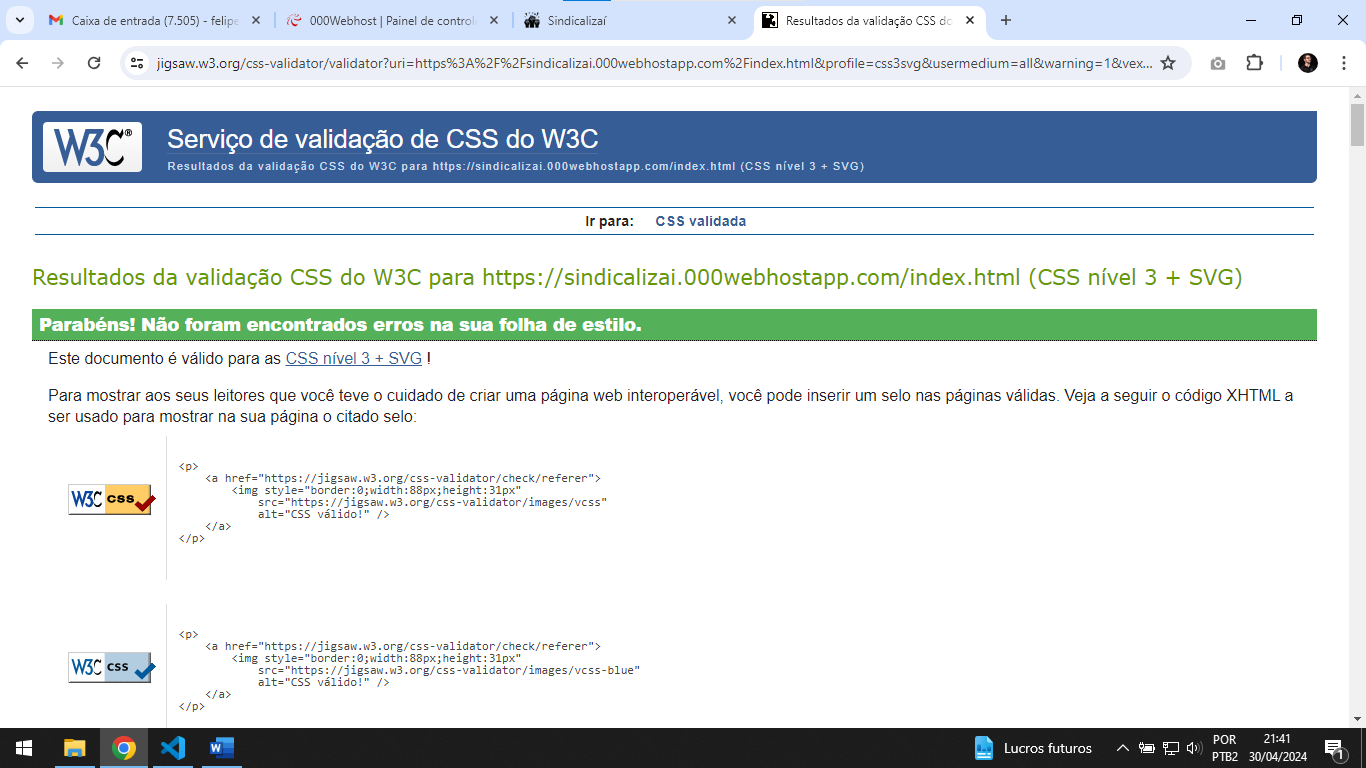 Caixa de entrada (7.505) - felipe
000Webhost | Painel de control
Sindicalizaí
Resultados da validação CSS do
jigsaw.w3.org/css-validator/validator?uri=https%3A%2F%2Fsindicalizai.000webhostapp.com%2Findex.html&profile=css3svg&usermedium=all&warning=1&vex...
W3C®
Serviço de validação de CSS do W3C
Resultados da validação CSS do W3C para https://sindicalizai.000webhostapp.com/index.html (CSS nível 3 + SVG)
Ir para: CSS validada
Resultados da validação CSS do W3C para https://sindicalizai.000webhostapp.com/index.html (CSS nível 3 + SVG)
Parabéns! Não foram encontrados erros na sua folha de estilo.
Este documento é válido para as CSS nível 3 + SVG !
Para mostrar aos seus leitores que você teve o cuidado de criar uma página web interoperável, você pode inserir um selo nas páginas válidas. Veja a seguir o código XHTML a
ser usado para mostrar na sua página o citado selo:
W3C css
<p>
<a href="https://jigsaw.w3.org/css-validator/check/referer">
<img style="border:0;width:88px;height:31px"
src="https://jigsaw.w3.org/css-validator/images/vcss"
alt="CSS válido!" />
</a>
</p>
W3C css
<p>
<a href="https://jigsaw.w3.org/css-validator/check/referer">
<img style="border:0;width:88px;height:31px"
src="https://jigsaw.w3.org/css-validator/images/vcss-blue"
alt="CSS válido!" />
</a>
</p>
W
Lucros futuros
POR
PTB2
21:41
30/04/2024
1